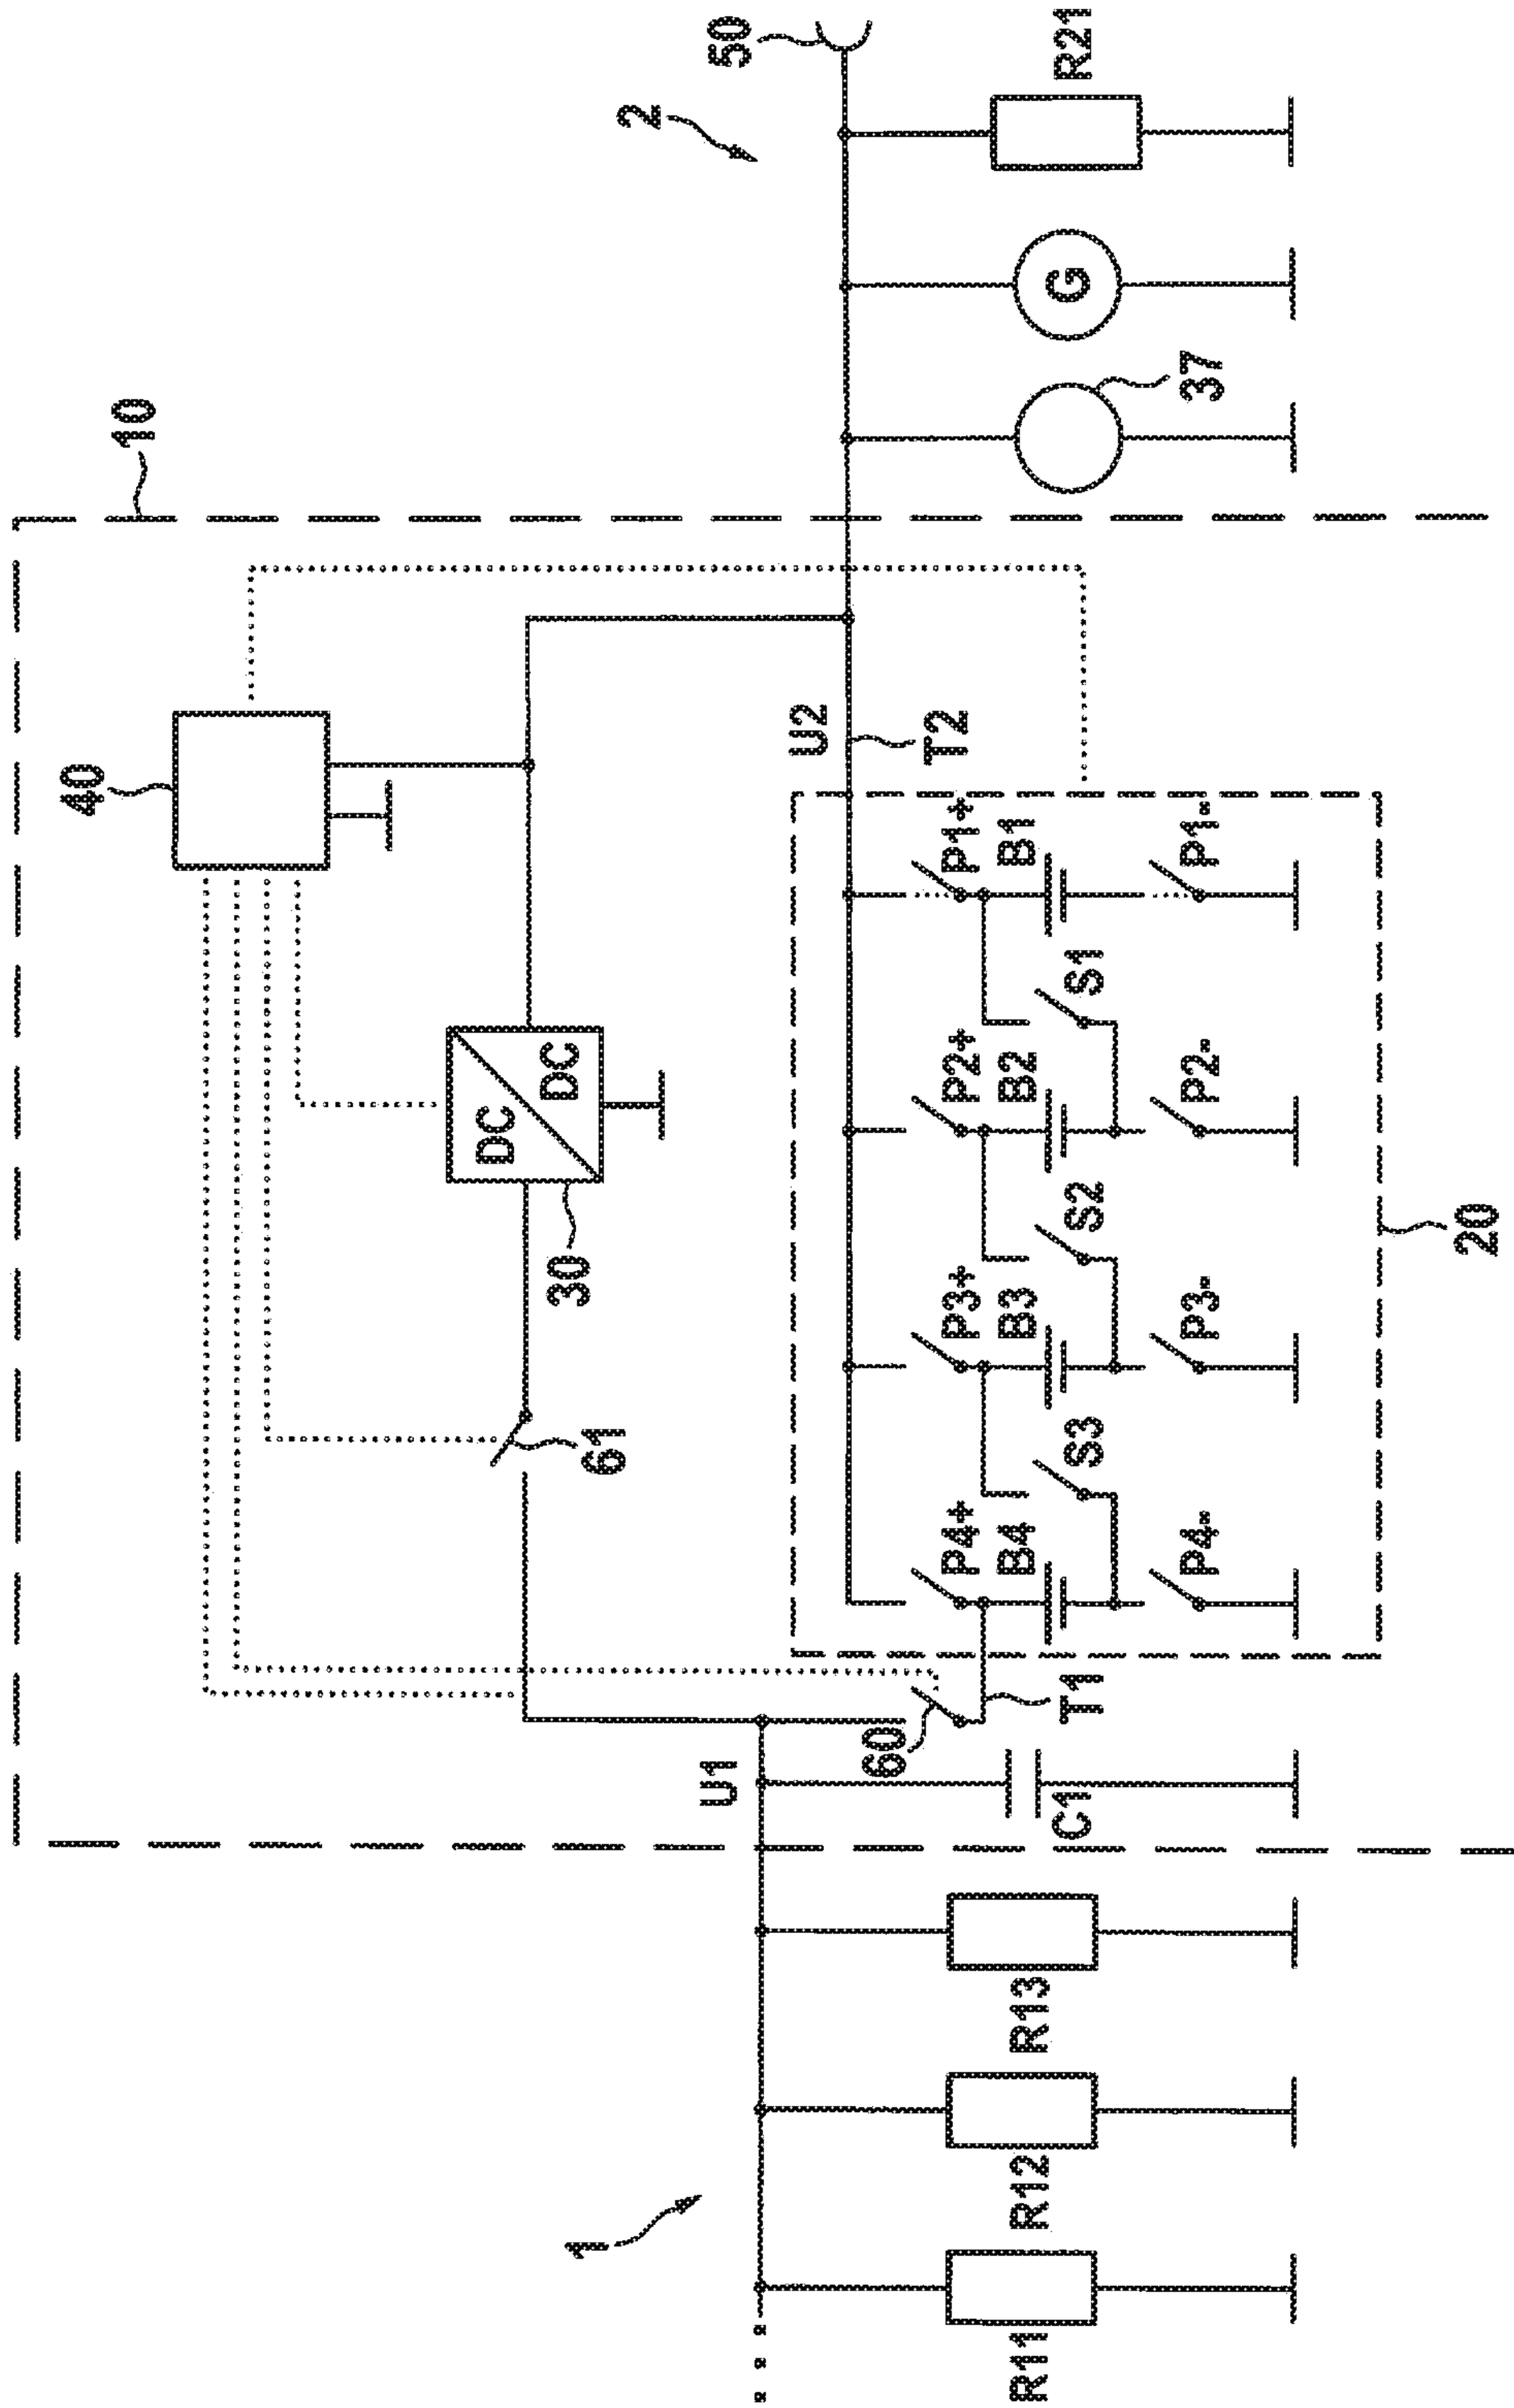 10
40
2
50
DC
DC
30
61
U1
U2
T2
60
T1
P4+
P3+
P2+
P1+
B4
B3
B2
B1
S3
S2
S1
P4-
P3-
P2-
P1-
20
C1
1
R11
R12
R13
37
G
R21